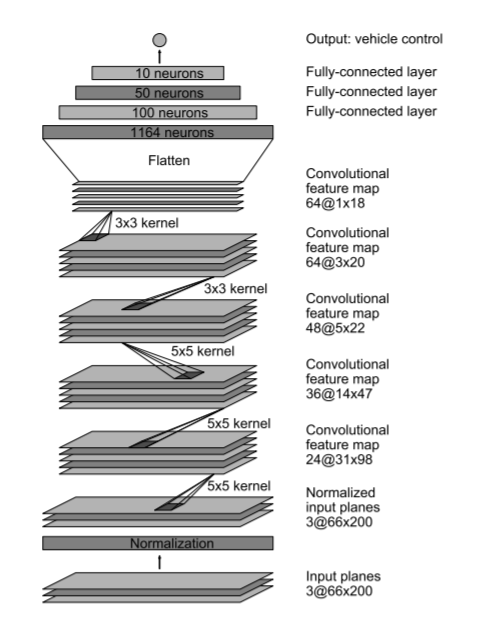 Output: vehicle control
10 neurons
Fully-connected layer
50 neurons
Fully-connected layer
100 neurons
Fully-connected layer
1164 neurons
Flatten
Convolutional
feature map
64@1x18
3x3 kernel
Convolutional
feature map
64@3x20
3x3 kernel
Convolutional
feature map
48@5x22
5x5 kernel
Convolutional
feature map
36@14x47
5x5 kernel
Convolutional
feature map
24@31x98
5x5 kernel
Normalized
input planes
3@66x200
Normalization
Input planes
3@66x200